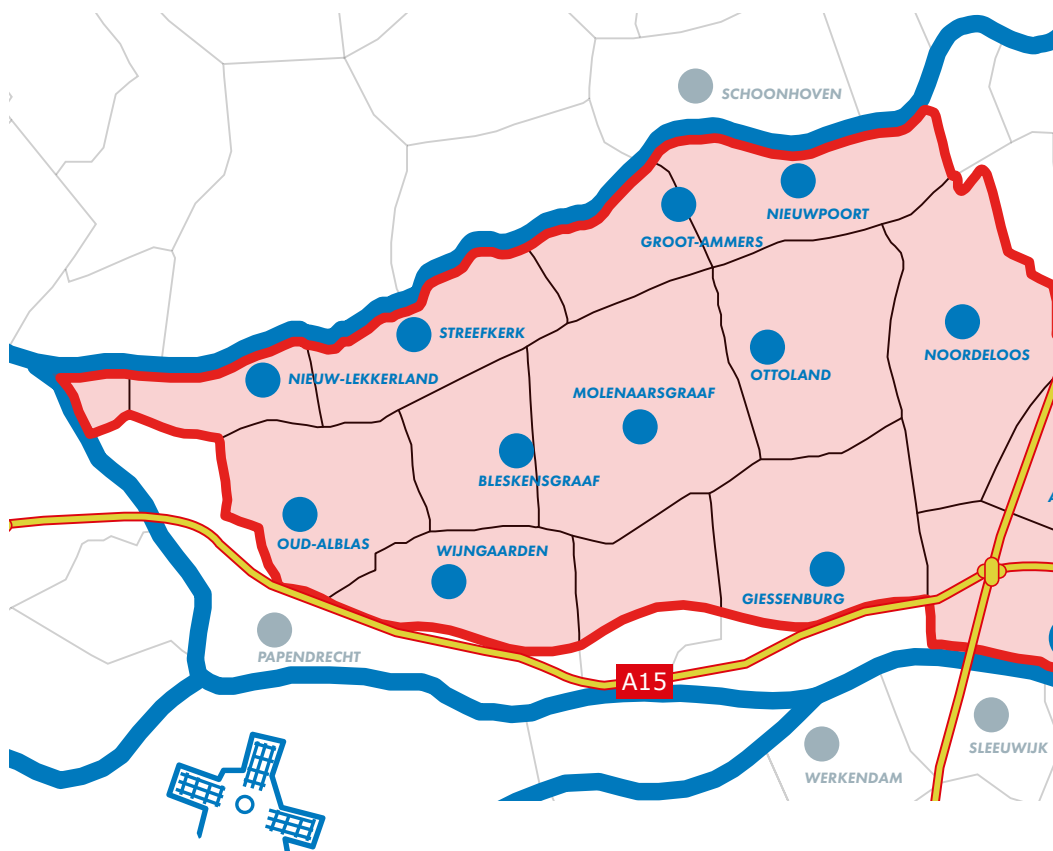 SCHOONHOVEN
NIEUWPOORT
GROOT-AMMERS
STREEFKERK
NOORDELOOS
NIEUW-LEKKERLAND
OTTOLAND
MOLENAARSGRAAF
BLESKENSGRAAF
OUD-ALBLAS
WIJNGAARDEN
GIESSENBURG
PAPENDRECHT
A15
SLEEUWIJK
WERKENDAM